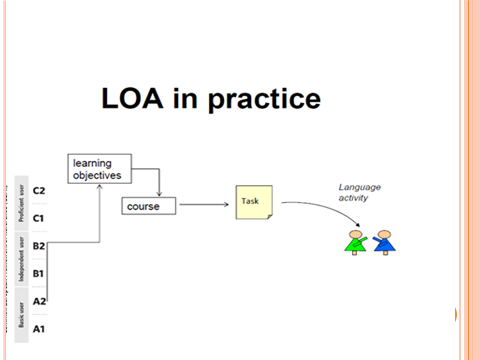 LOA in practice
learning
objectives
course
Task
Language
activity
Proficient user
C2
C1
Independent user
B2
B1
Basic user
A2
A1